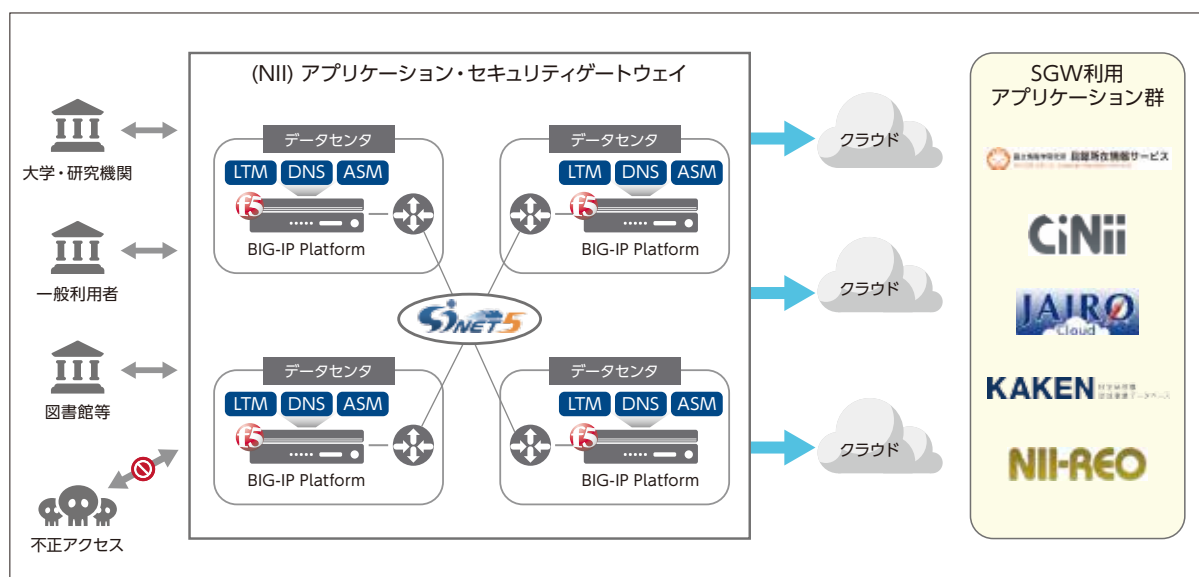 (NII) アプリケーション・セキュリティゲートウェイ
SGW利用
アプリケーション群
大学・研究機関
一般利用者
図書館等
不正アクセス
データセンタ
LTM DNS ASM
f5
BIG-IP Platform
データセンタ
LTM DNS ASM
f5
BIG-IP Platform
SINET5
データセンタ
LTM DNS ASM
f5
BIG-IP Platform
データセンタ
LTM DNS ASM
f5
BIG-IP Platform
クラウド
クラウド
クラウド
CiNii
JAIRO
Cloud
KAKEN
NII-REO